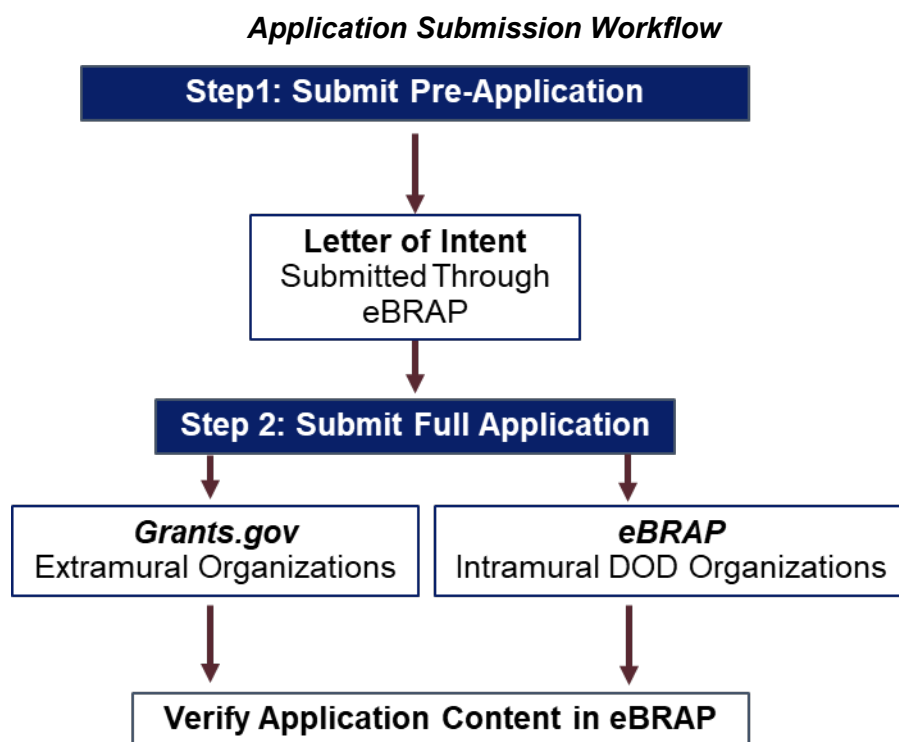 Application Submission Workflow
Step1: Submit Pre-Application
Letter of Intent
Submitted Through
eBRAP
Step 2: Submit Full Application
Grants.gov
Extramural Organizations
eBRAP
Intramural DOD Organizations
Verify Application Content in eBRAP